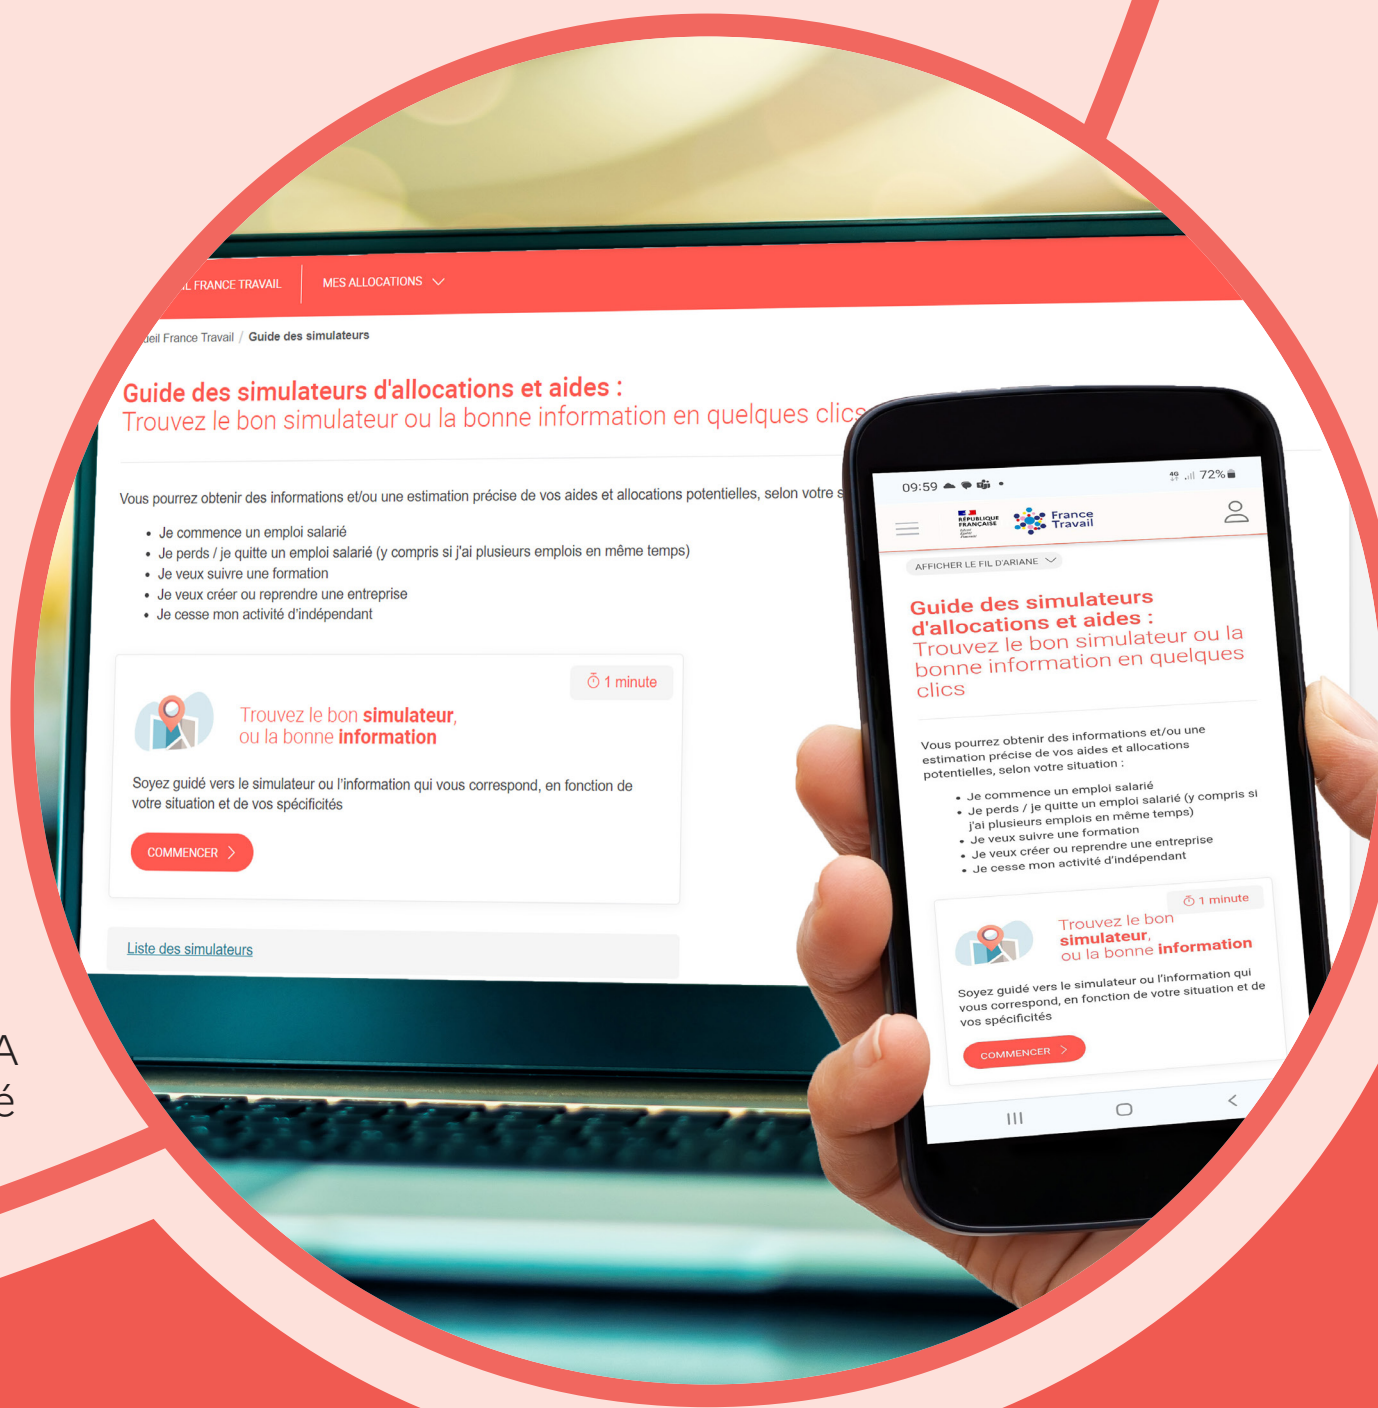 FRANCE TRAVAIL
MES ALLOCATIONS
France Travail / Guide des simulateurs
Guide des simulateurs d'allocations et aides :
Trouvez le bon simulateur ou la bonne information en quelques clics
Vous pourrez obtenir des informations et/ou une estimation précise de vos aides et allocations potentielles, selon votre s
• Je commence un emploi salarié
• Je perds / je quitte un emploi salarié (y compris si j'ai plusieurs emplois en même temps)
• Je veux suivre une formation
• Je veux créer ou reprendre une entreprise
• Je cesse mon activité d'indépendant
1 minute
Trouvez le bon simulateur,
ou la bonne information
Soyez guidé vers le simulateur ou l'information qui vous correspond, en fonction de
votre situation et de vos spécificités
COMMENCER >
Liste des simulateurs
09:59
4G 72%
RÉPUBLIQUE
FRANÇAISE
France
Travail
AFFICHER LE FIL D'ARIANE
Guide des simulateurs
d'allocations et aides :
Trouvez le bon simulateur ou la
bonne information en quelques
clics
Vous pourrez obtenir des informations et/ou une
estimation précise de vos aides et allocations
potentielles, selon votre situation :
• Je commence un emploi salarié
• Je perds / je quitte un emploi salarié (y compris si
j'ai plusieurs emplois en même temps)
• Je veux suivre une formation
• Je veux créer ou reprendre une entreprise
• Je cesse mon activité d'indépendant
1 minute
Trouvez le bon
simulateur,
ou la bonne information
Soyez guidé vers le simulateur ou l'information qui
vous correspond, en fonction de votre situation et de
vos spécificités
COMMENCER >
A
é